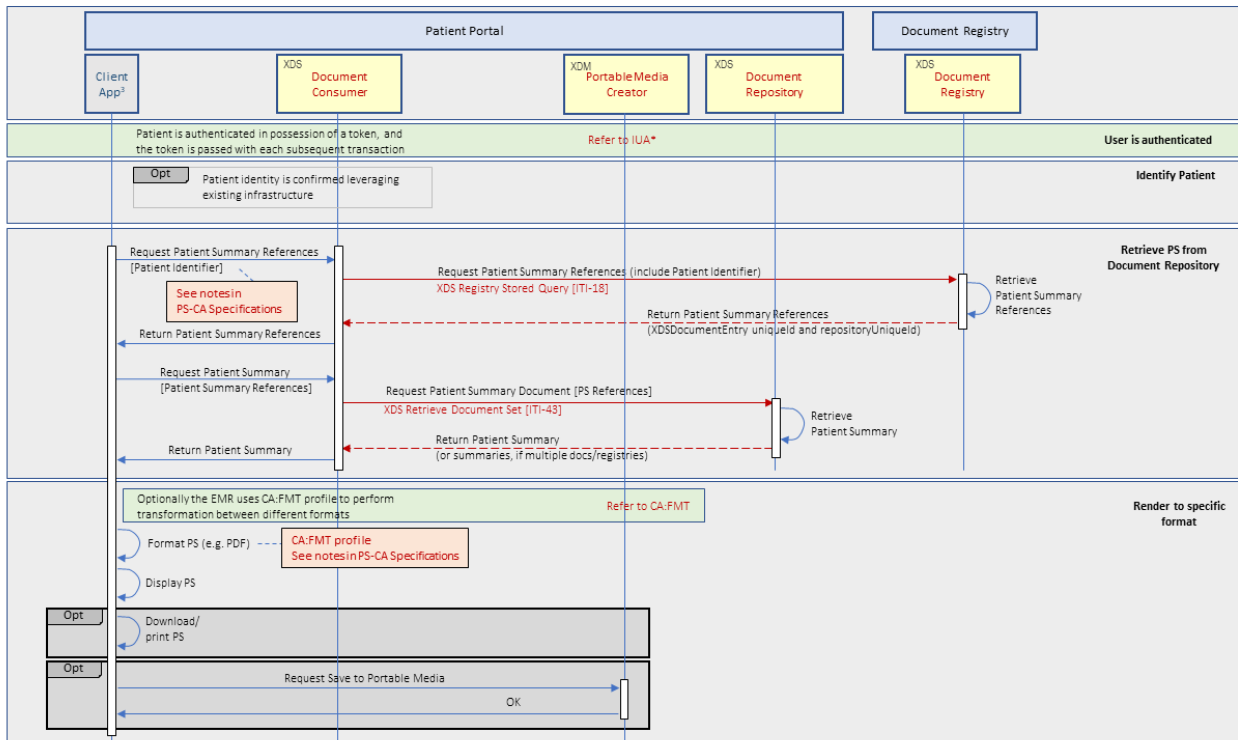 Patient Portal
Document Registry
Client
App³
XDS
Document
Consumer
XDM
Portable Media
Creator
XDS
Document
Repository
XDS
Document
Registry
Patient is authenticated in possession of a token, and
the token is passed with each subsequent transaction
Refer to IUA*
User is authenticated
Opt
Patient identity is confirmed leveraging
existing infrastructure
Identify Patient
Retrieve PS from
Document Repository
Request Patient Summary References
[Patient Identifier]
See notes in
PS-CA Specifications
Request Patient Summary References (include Patient Identifier)
XDS Registry Stored Query [ITI-18]
Retrieve
Patient Summary
References
Return Patient Summary References
(XDSDocumentEntry uniqueId and repositoryUniqueId)
Return Patient Summary References
Request Patient Summary
[Patient Summary References]
Request Patient Summary Document [PS References]
XDS Retrieve Document Set [ITI-43]
Retrieve
Patient Summary
Return Patient Summary
(or summaries, if multiple docs/registries)
Return Patient Summary
Optionally the EMR uses CA:FMT profile to perform
transformation between different formats
Refer to CA:FMT
Render to specific
format
Format PS (e.g. PDF)
CA:FMT profile
See notes in PS-CA Specifications
Display PS
Opt
Download/
print PS
Opt
Request Save to Portable Media
OK